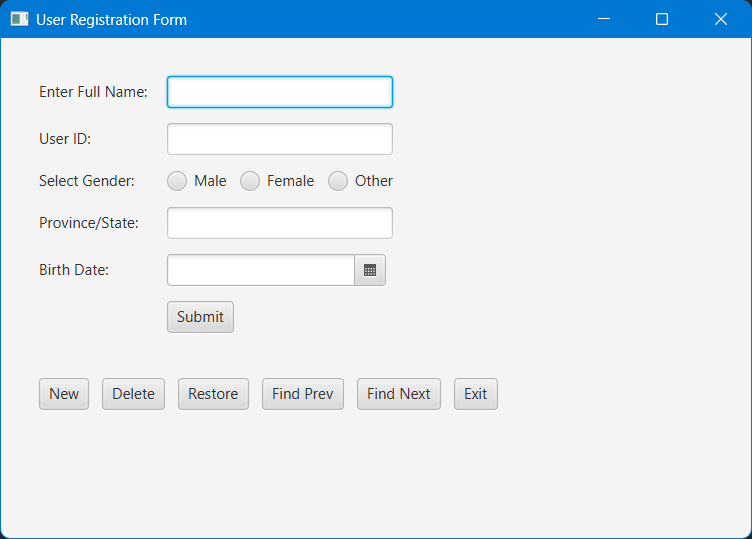 User Registration Form
Enter Full Name:
User ID:
Select Gender: Male Female Other
Province/State:
Birth Date:
Submit
New Delete Restore Find Prev Find Next Exit